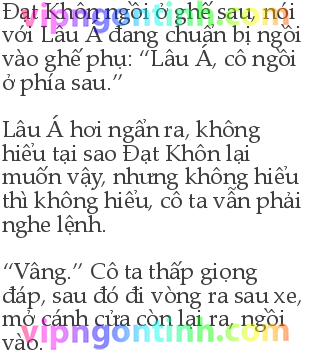 Đạt Khôn ngồi ở ghế sau, nói
với Lâu Á đang chuẩn bị ngồi
vào ghế phụ: “Lâu Á, cô ngồi
ở phía sau.”
Lâu Á hơi ngẩn ra, không
hiểu tại sao Đạt Khôn lại
muốn vậy, nhưng không hiểu
thì không hiểu, cô ta vẫn phải
nghe lệnh.
“Vâng.” Cô ta thấp giọng
đáp, sau đó đi vòng ra sau xe,
mở cánh cửa còn lại ra, ngồi
vào.
vipngontinh.com
vipngontinh.com